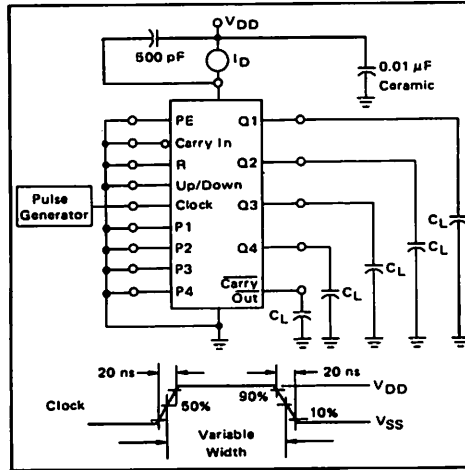 VDD
500 pF
ID
0.01 μF
Ceramic
PE
Q1
Carry In
R
Q2
Up/Down
Pulse
Generator
Clock
Q3
P1
P2
Q4
P3
P4
Carry
Out
CL
CL
CL
CL
CL
20 ns
20 ns
50%
90%
VDD
Clock
10%
VSS
Variable
Width